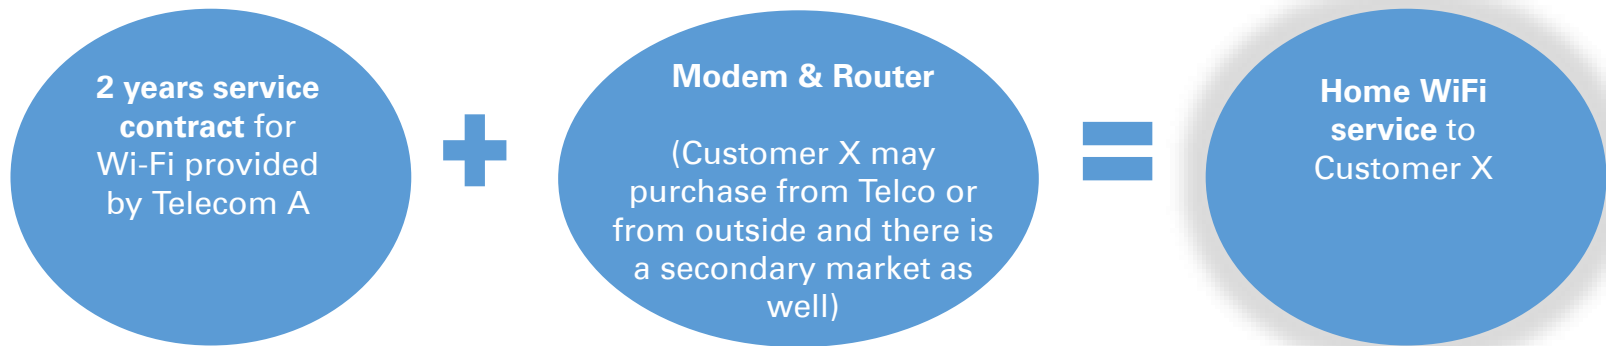 2 years service
contract for
Wi-Fi provided
by Telecom A
Modem & Router
(Customer X may
purchase from Telco or
from outside and there is
a secondary market as
well)
Home WiFi
service to
Customer X